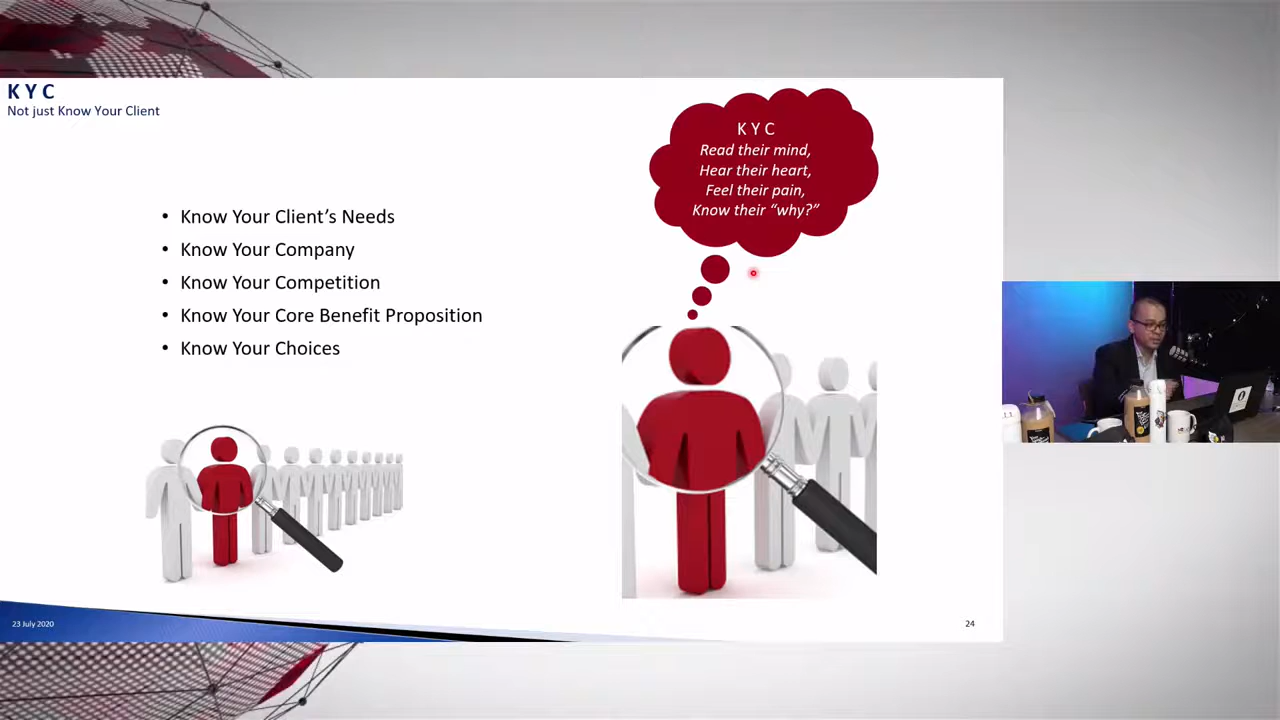 K Y C
Not just Know Your Client
K Y C
Read their mind,
Hear their heart,
Feel their pain,
Know their “why?”
• Know Your Client’s Needs
• Know Your Company
• Know Your Competition
• Know Your Core Benefit Proposition
• Know Your Choices
23 July 2020
24